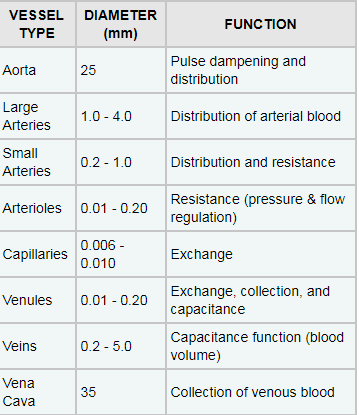 VESSEL TYPE DIAMETER (mm) FUNCTION
Aorta 25 Pulse dampening and distribution
Large Arteries 1.0 - 4.0 Distribution of arterial blood
Small Arteries 0.2 - 1.0 Distribution and resistance
Arterioles 0.01 - 0.20 Resistance (pressure & flow regulation)
Capillaries 0.006 - 0.010 Exchange
Venules 0.01 - 0.20 Exchange, collection, and capacitance
Veins 0.2 - 5.0 Capacitance function (blood volume)
Vena Cava 35 Collection of venous blood